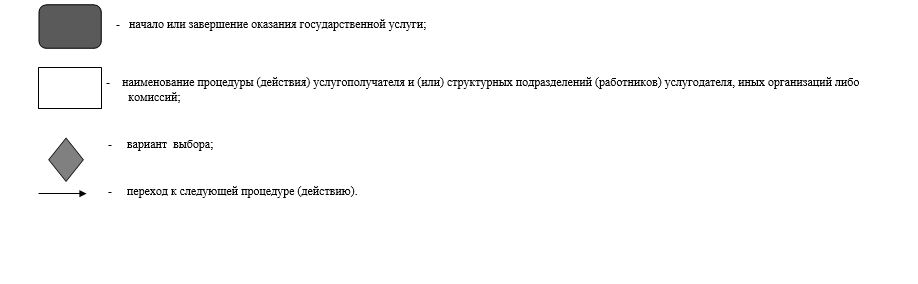 - начало или завершение оказания государственной услуги;
- наименование процедуры (действия) услугополучателя и (или) структурных подразделений (работников) услугодателя, иных организаций либо
комиссий;
- вариант выбора;
- переход к следующей процедуре (действию).